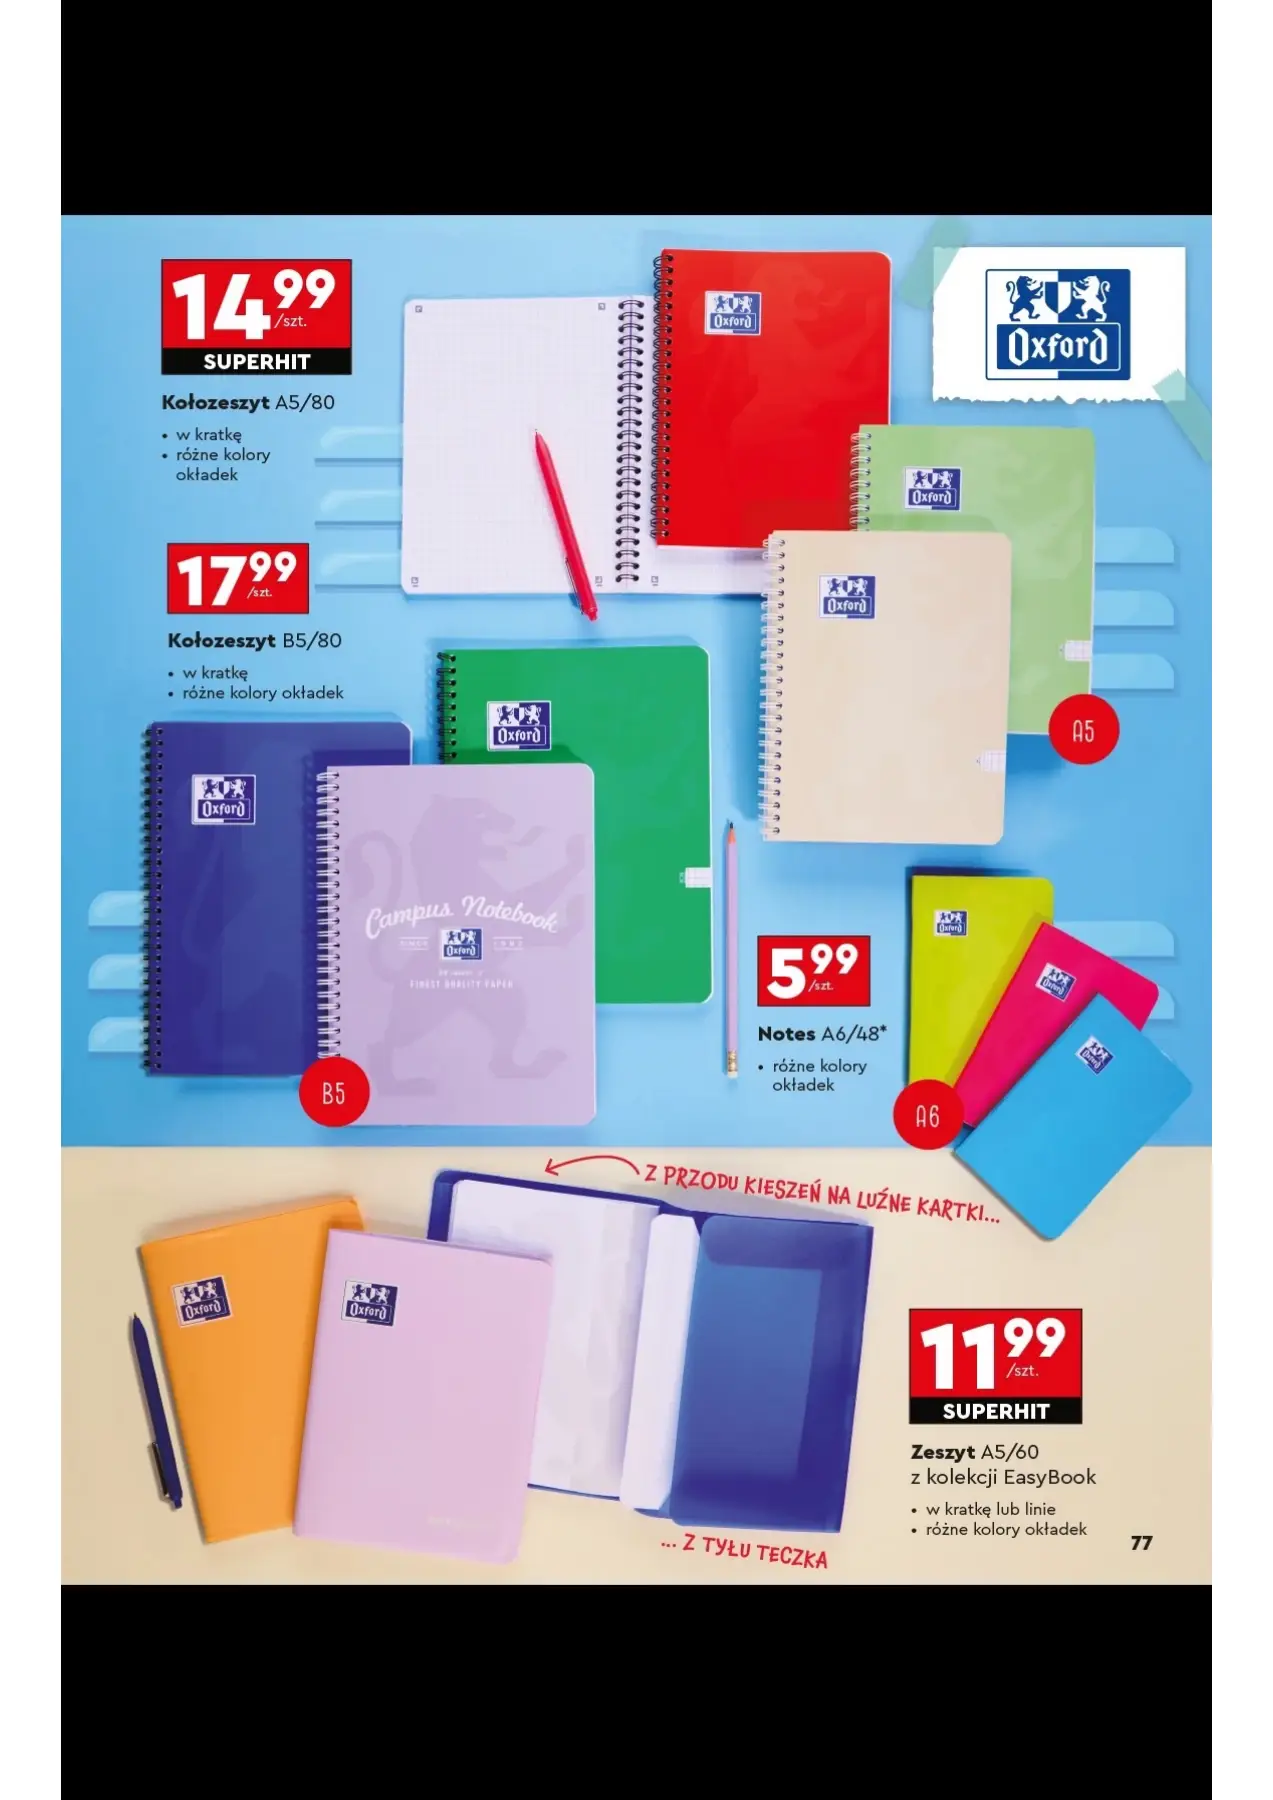 14 99
/szt.
SUPERHIT
Kołozeszyt A5/80
• w kratkę
• różne kolory
okładek
Oxford
Oxford
Oxford
Oxford
A5
17 99
/szt.
Kołozeszyt B5/80
• w kratkę
• różne kolory okładek
Oxford
Oxford
Campus Notebook
Oxford
FINEST QUALITY PAPER
B5
5 99
/szt.
Notes A6/48*
• różne kolory
okładek
Oxford
Oxford
Oxford
A6
Z PRZODU KIESZEŃ NA LUŹNE KARTKI...
Oxford
Oxford
... Z TYŁU TECZKA
11 99
/szt.
SUPERHIT
Zeszyt A5/60
z kolekcji EasyBook
• w kratkę lub linie
• różne kolory okładek
77